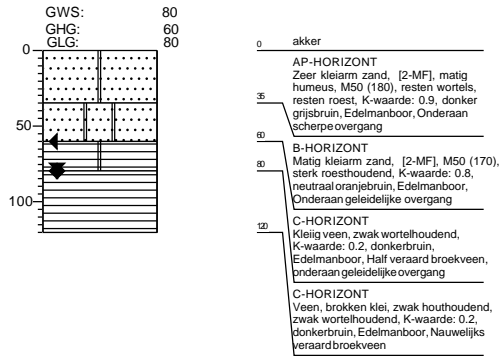 GWS: 80
GHG: 60
GLG: 80
0
50
100
0 akker
AP-HORIZONT
Zeer kleiarm zand, [2-MF], matig
humeus, M50 (180), resten wortels,
resten roest, K-waarde: 0.9, donker
grijsbruin, Edelmanboor, Onderaan
scherpe overgang
35
60
B-HORIZONT
Matig kleiarm zand, [2-MF], M50 (170),
sterk roesthoudend, K-waarde: 0.8,
neutraal oranjebruin, Edelmanboor,
Onderaan geleidelijke overgang
80
C-HORIZONT
Kleiig veen, zwak wortelhoudend,
K-waarde: 0.2, donkerbruin,
Edelmanboor, Half veraard broekveen,
onderaan geleidelijke overgang
120
C-HORIZONT
Veen, brokken klei, zwak houthoudend,
zwak wortelhoudend, K-waarde: 0.2,
donkerbruin, Edelmanboor, Nauwelijks
veraard broekveen